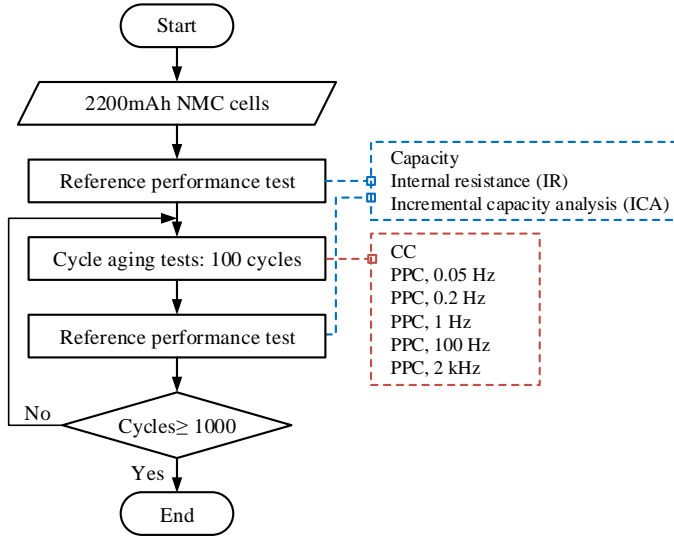 Start
2200mAh NMC cells
Reference performance test
Capacity
Internal resistance (IR)
Incremental capacity analysis (ICA)
Cycle aging tests: 100 cycles
CC
PPC, 0.05 Hz
PPC, 0.2 Hz
PPC, 1 Hz
PPC, 100 Hz
PPC, 2 kHz
Reference performance test
No
Cycles≥ 1000
Yes
End